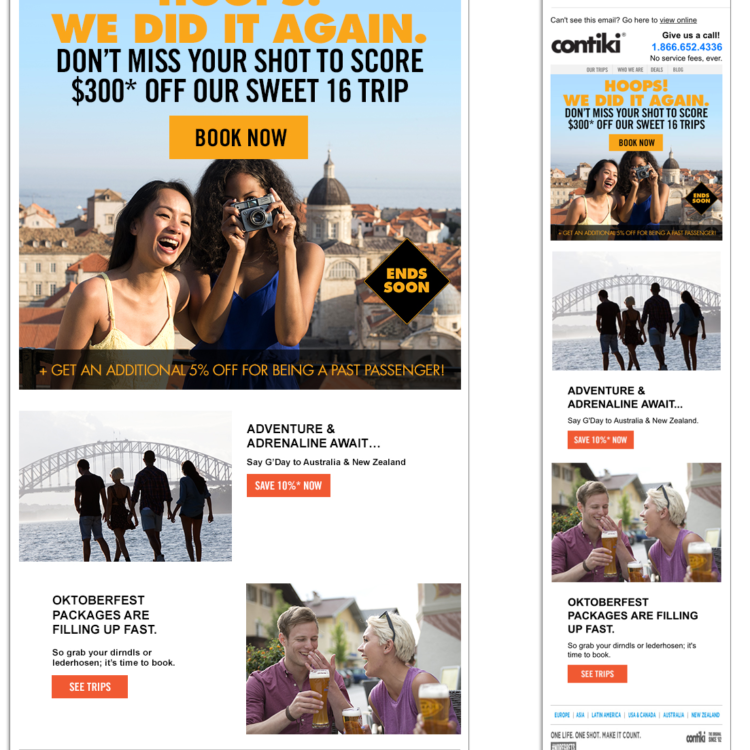 HOOPS!
WE DID IT AGAIN.
DON'T MISS YOUR SHOT TO SCORE
$300* OFF OUR SWEET 16 TRIP
BOOK NOW
ENDS
SOON
+ GET AN ADDITIONAL 5% OFF FOR BEING A PAST PASSENGER!
ADVENTURE &
ADRENALINE AWAIT...
Say G'Day to Australia & New Zealand
SAVE 10%* NOW
OKTOBERFEST
PACKAGES ARE
FILLING UP FAST.
So grab your dirndls or
lederhosen; it's time to book.
SEE TRIPS
Can't see this email? Go here to view online
contiki®
Give us a call!
1.866.652.4336
No service fees, ever.
OUR TRIPS | WHO WE ARE | DEALS | BLOG
HOOPS!
WE DID IT AGAIN.
DON'T MISS YOUR SHOT TO SCORE
$300* OFF OUR SWEET 16 TRIPS
BOOK NOW
ENDS
SOON
+ GET AN ADDITIONAL 5% OFF FOR BEING A PAST PASSENGER!
ADVENTURE &
ADRENALINE AWAIT...
Say G'Day to Australia & New Zealand.
SAVE 10%* NOW
OKTOBERFEST
PACKAGES ARE FILLING
UP FAST.
So grab your dirndls or lederhosen; it's
time to book.
SEE TRIPS
EUROPE | ASIA | LATIN AMERICA | USA & CANADA | AUSTRALIA | NEW ZEALAND
ONE LIFE. ONE SHOT. MAKE IT COUNT.
contiki
SINCE '62
#NOREGRETS